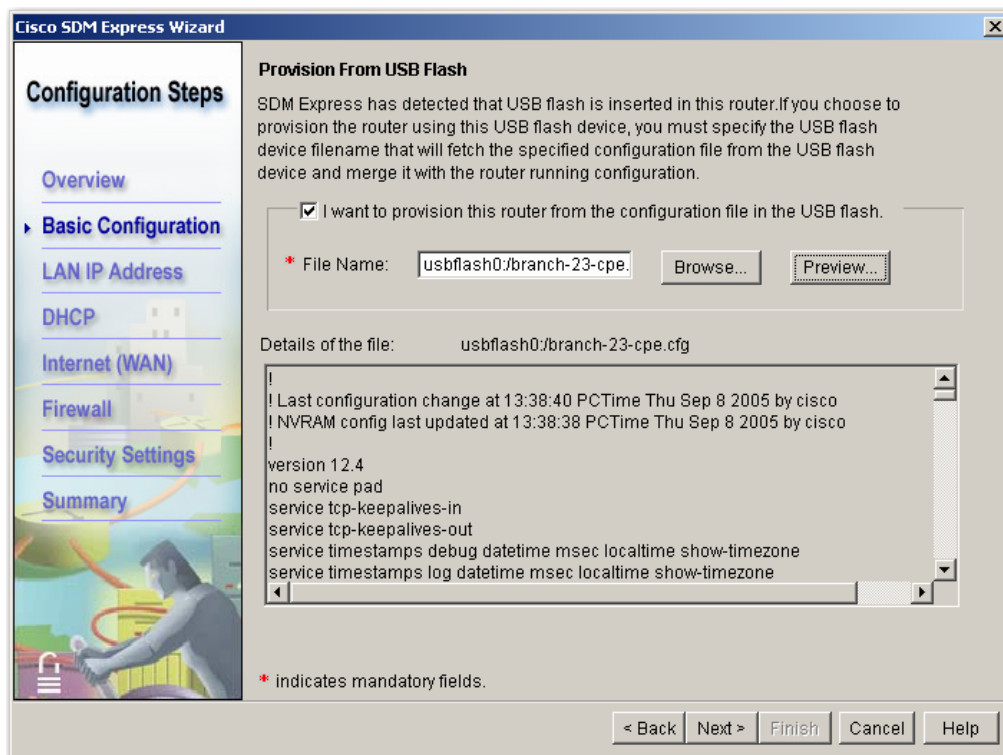 Cisco SDM Express Wizard
Configuration Steps
Overview
Basic Configuration
LAN IP Address
DHCP
Internet (WAN)
Firewall
Security Settings
Summary
Provision From USB Flash
SDM Express has detected that USB flash is inserted in this router.If you choose to
provision the router using this USB flash device, you must specify the USB flash
device filename that will fetch the specified configuration file from the USB flash
device and merge it with the router running configuration.
I want to provision this router from the configuration file in the USB flash.
* File Name: usbflash0:/branch-23-cpe. Browse... Preview...
Details of the file: usbflash0:/branch-23-cpe.cfg
!
! Last configuration change at 13:38:40 PCTime Thu Sep 8 2005 by cisco
! NVRAM config last updated at 13:38:38 PCTime Thu Sep 8 2005 by cisco
!
version 12.4
no service pad
service tcp-keepalives-in
service tcp-keepalives-out
service timestamps debug datetime msec localtime show-timezone
service timestamps log datetime msec localtime show-timezone
* indicates mandatory fields.
< Back Next > Finish Cancel Help